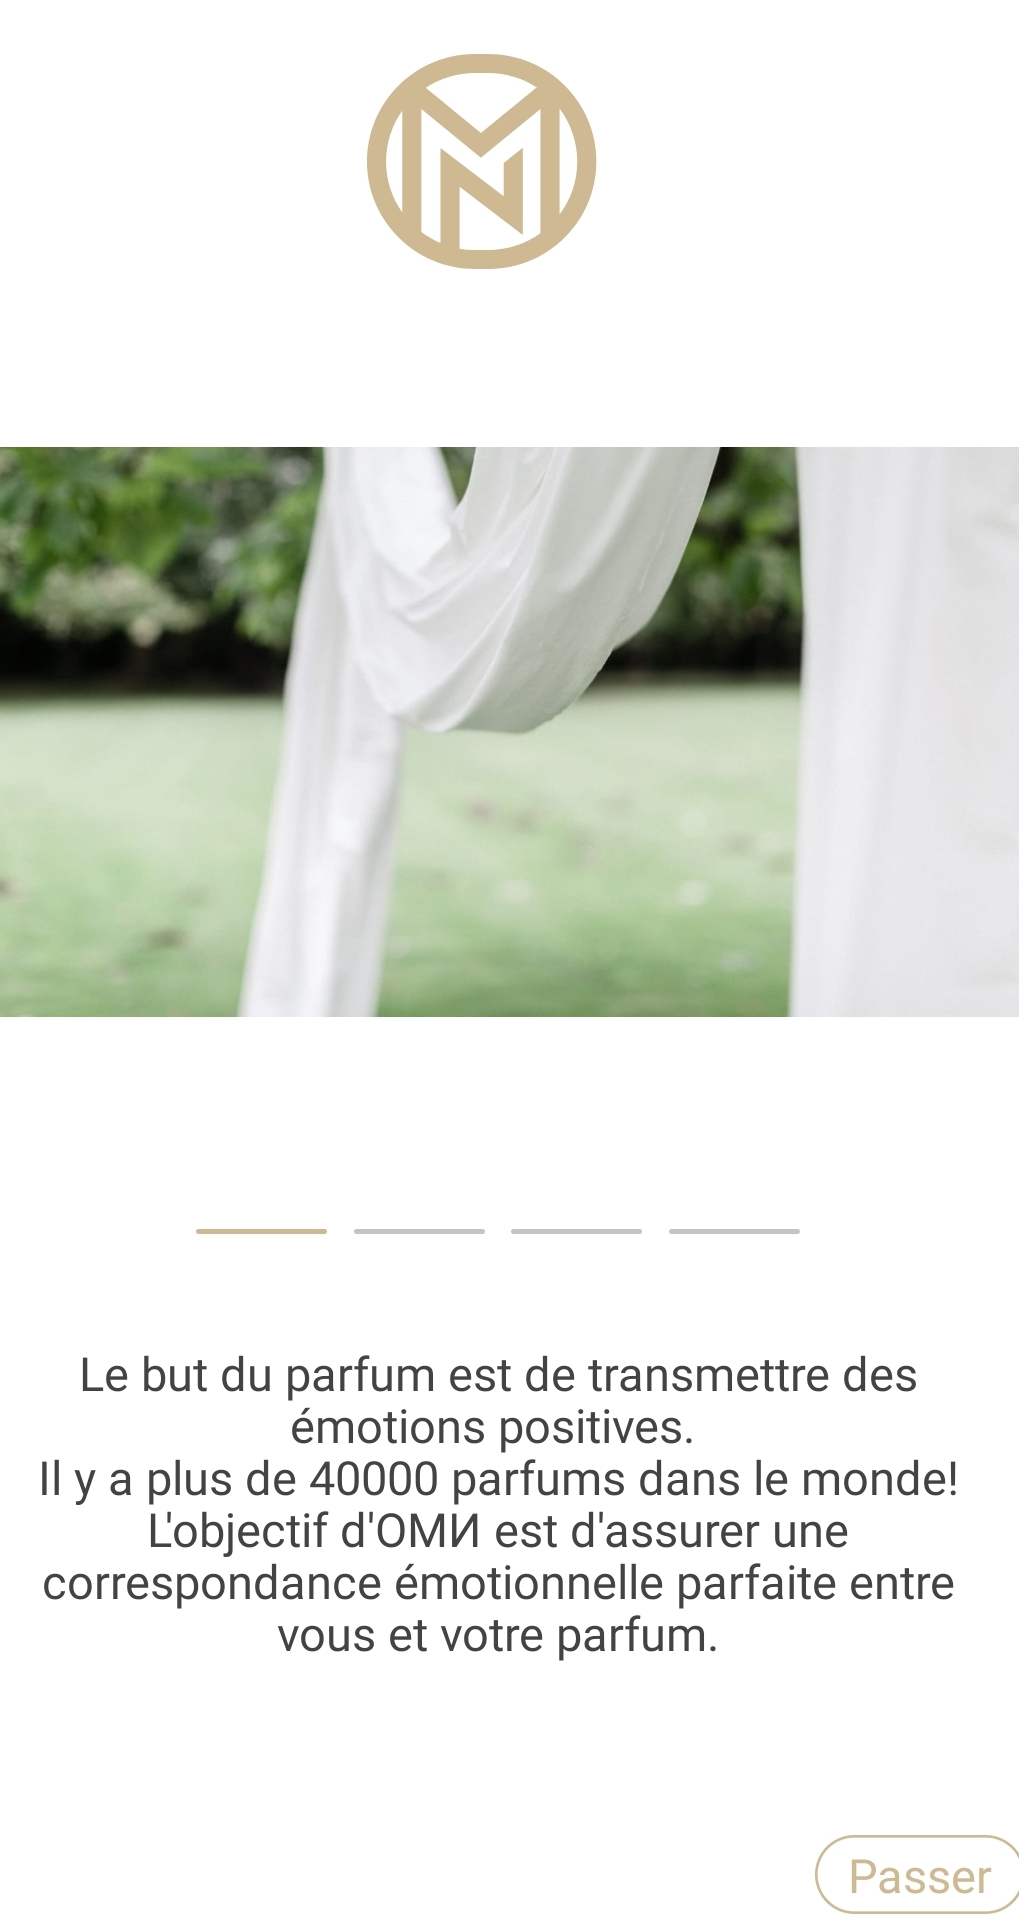 Le but du parfum est de transmettre des
émotions positives.
Il y a plus de 40000 parfums dans le monde!
L'objectif d'OMИ est d'assurer une
correspondance émotionnelle parfaite entre
vous et votre parfum.
Passer